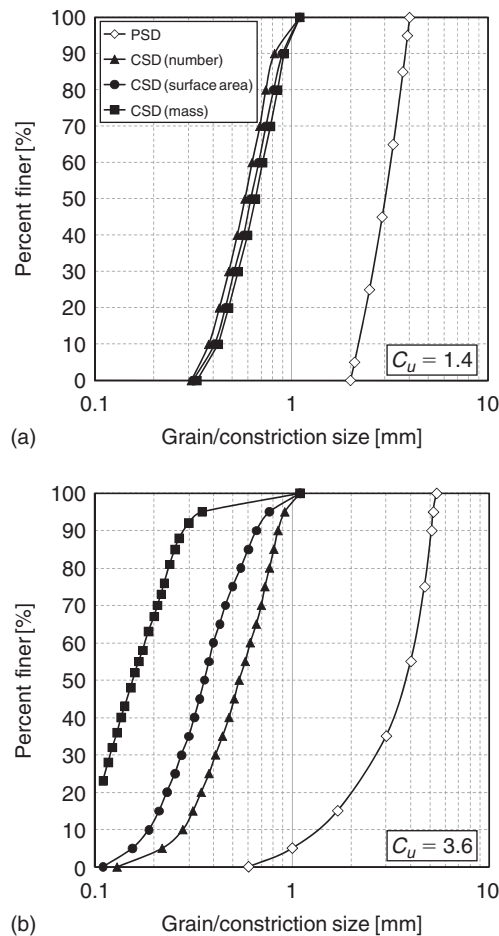 100
90
80
70
60
50
40
30
20
10
0
Percent finer [%]
PSD
CSD (number)
CSD (surface area)
CSD (mass)
C_u = 1.4
0.1 1 10
(a) Grain/constriction size [mm]
100
90
80
70
60
50
40
30
20
10
0
Percent finer [%]
C_u = 3.6
0.1 1 10
(b) Grain/constriction size [mm]